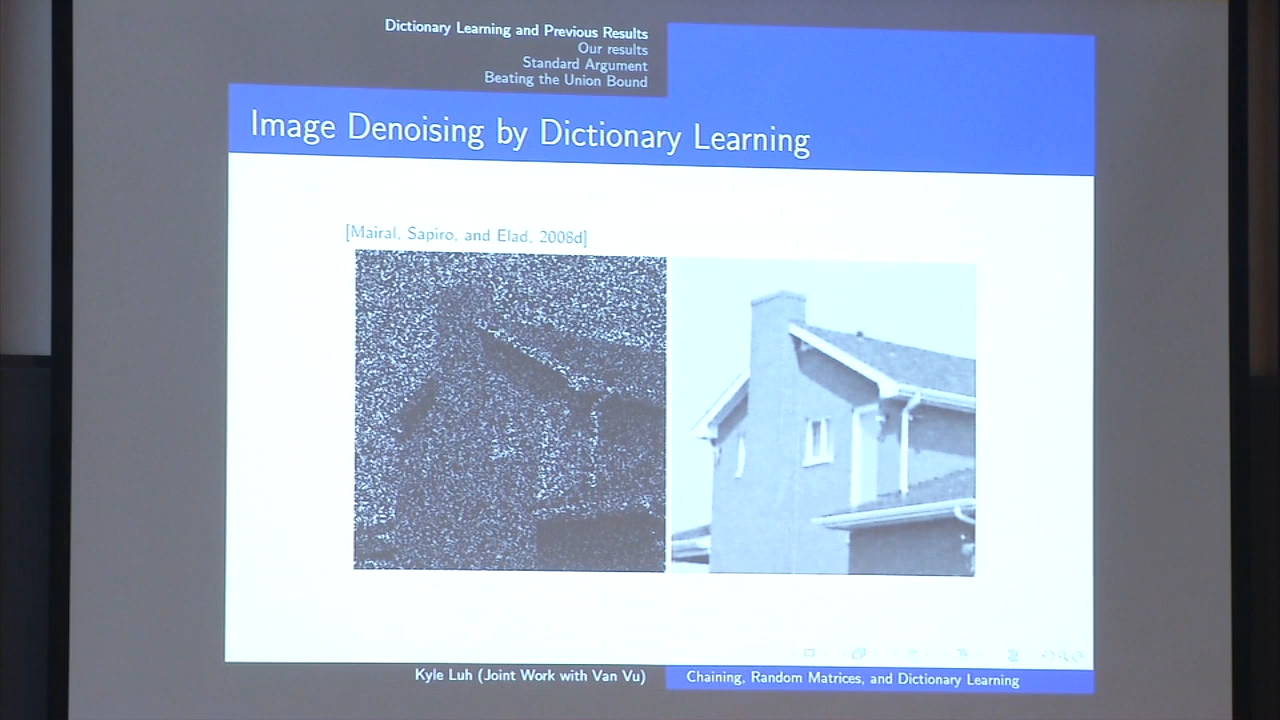 Dictionary Learning and Previous Results
Our results
Standard Argument
Beating the Union Bound
Image Denoising by Dictionary Learning
[Mairal, Sapiro, and Elad, 2008d]
Kyle Luh (Joint Work with Van Vu)
Chaining, Random Matrices, and Dictionary Learning